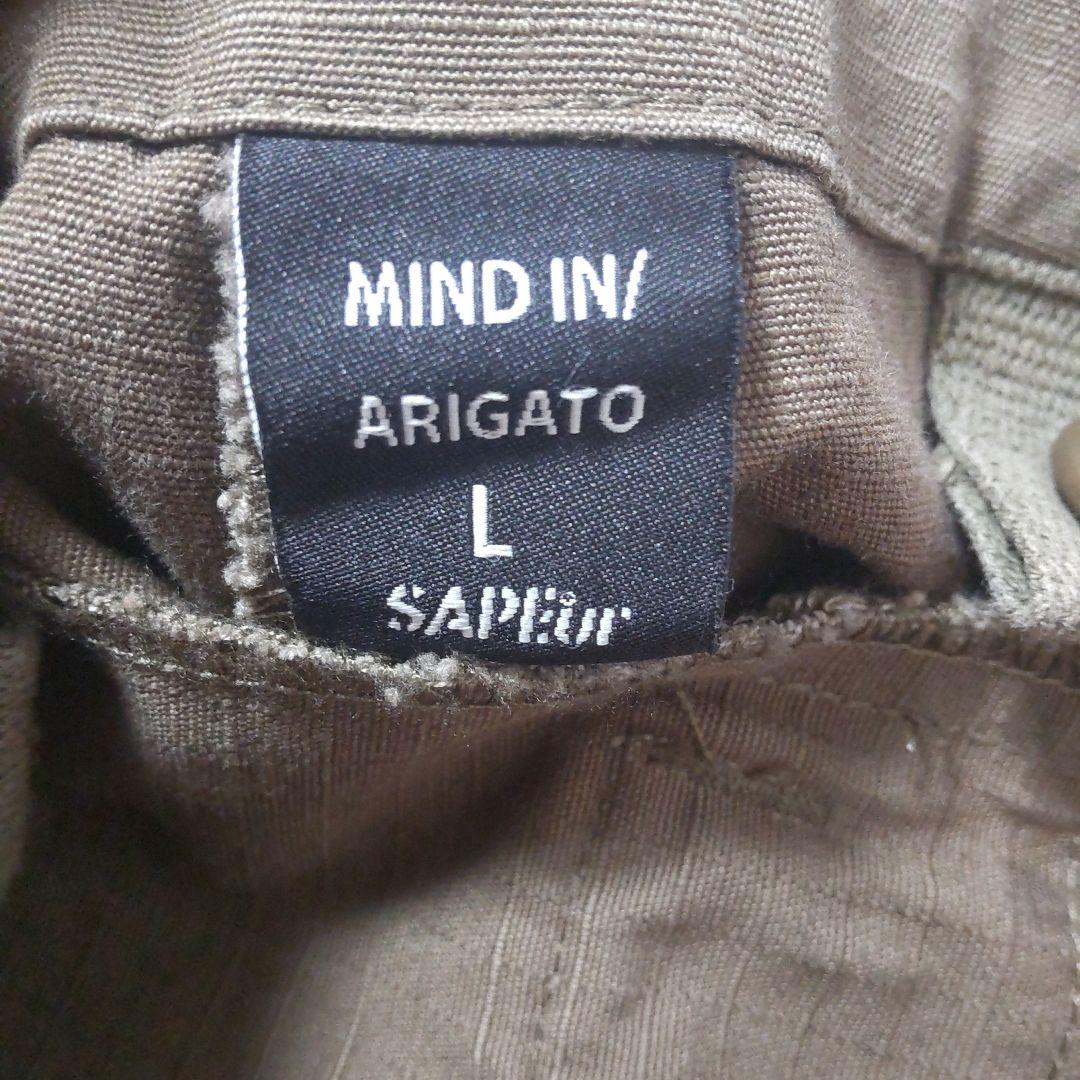 MIND IN/
ARIGATO
L
SAPEur